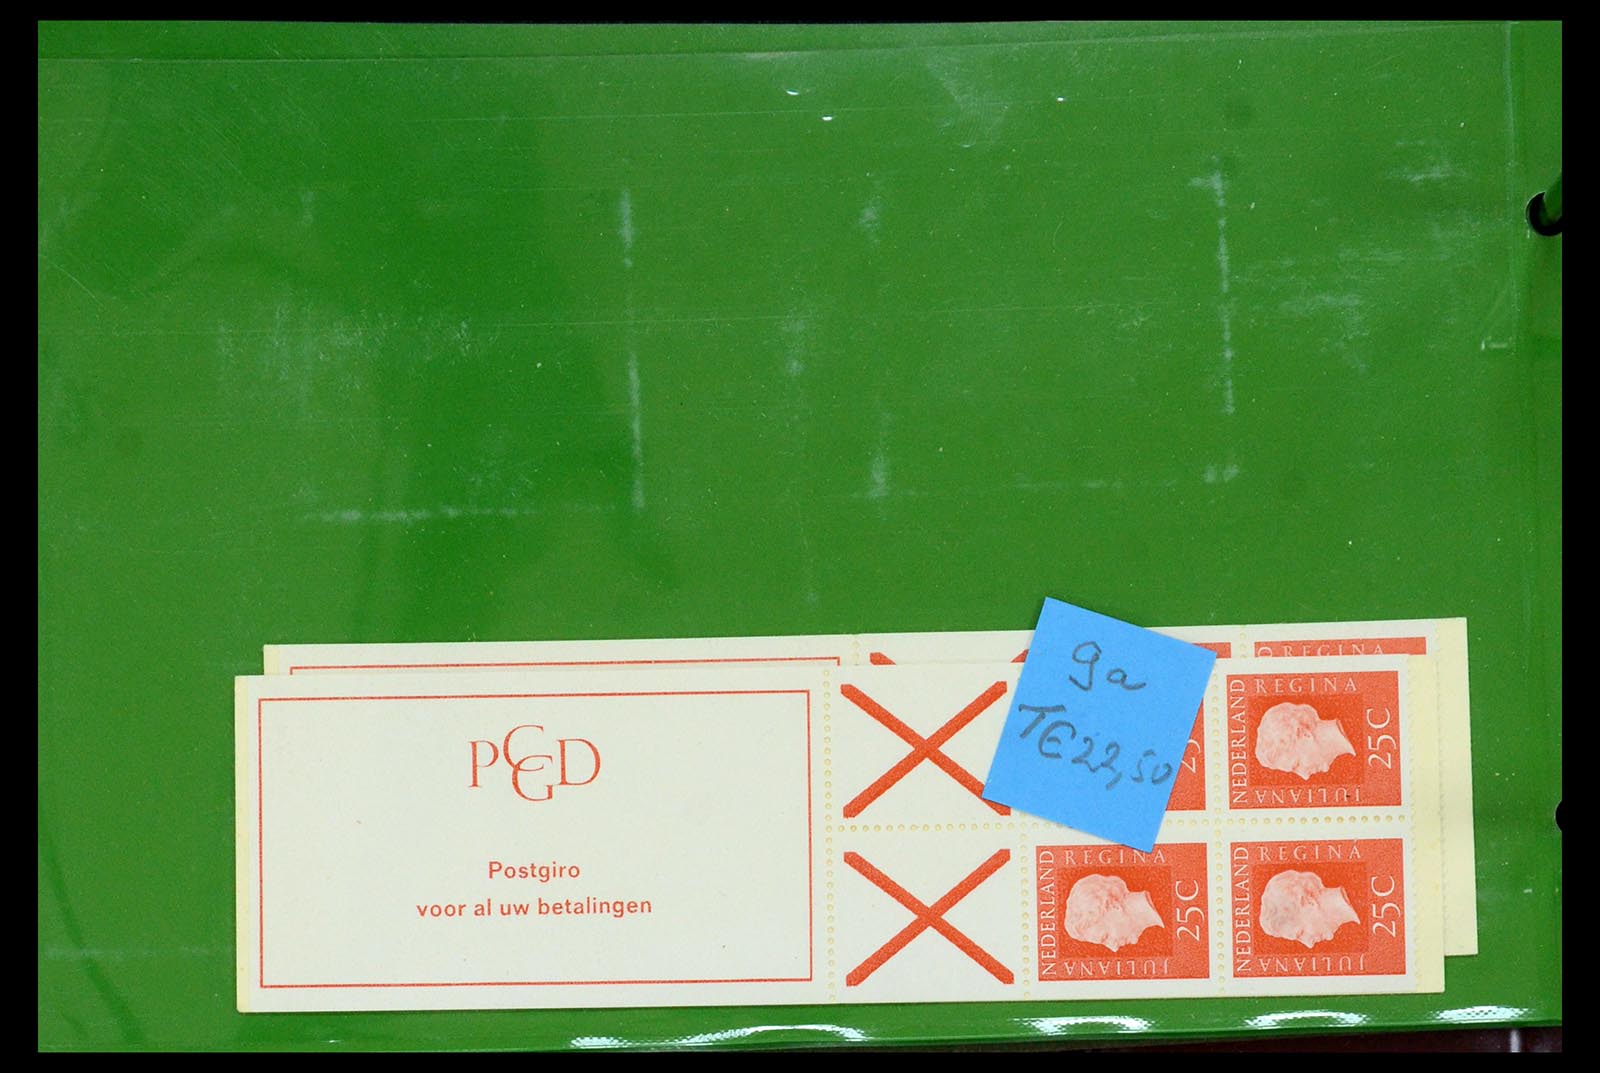 REGINA
9a
T€22,50
PCGD
Postgiro
voor al uw betalingen
25C
NEDERLAND REGINA 25C JULIANA
NEDERLAND REGINA 25C JULIANA
NEDERLAND REGINA 25C JULIANA